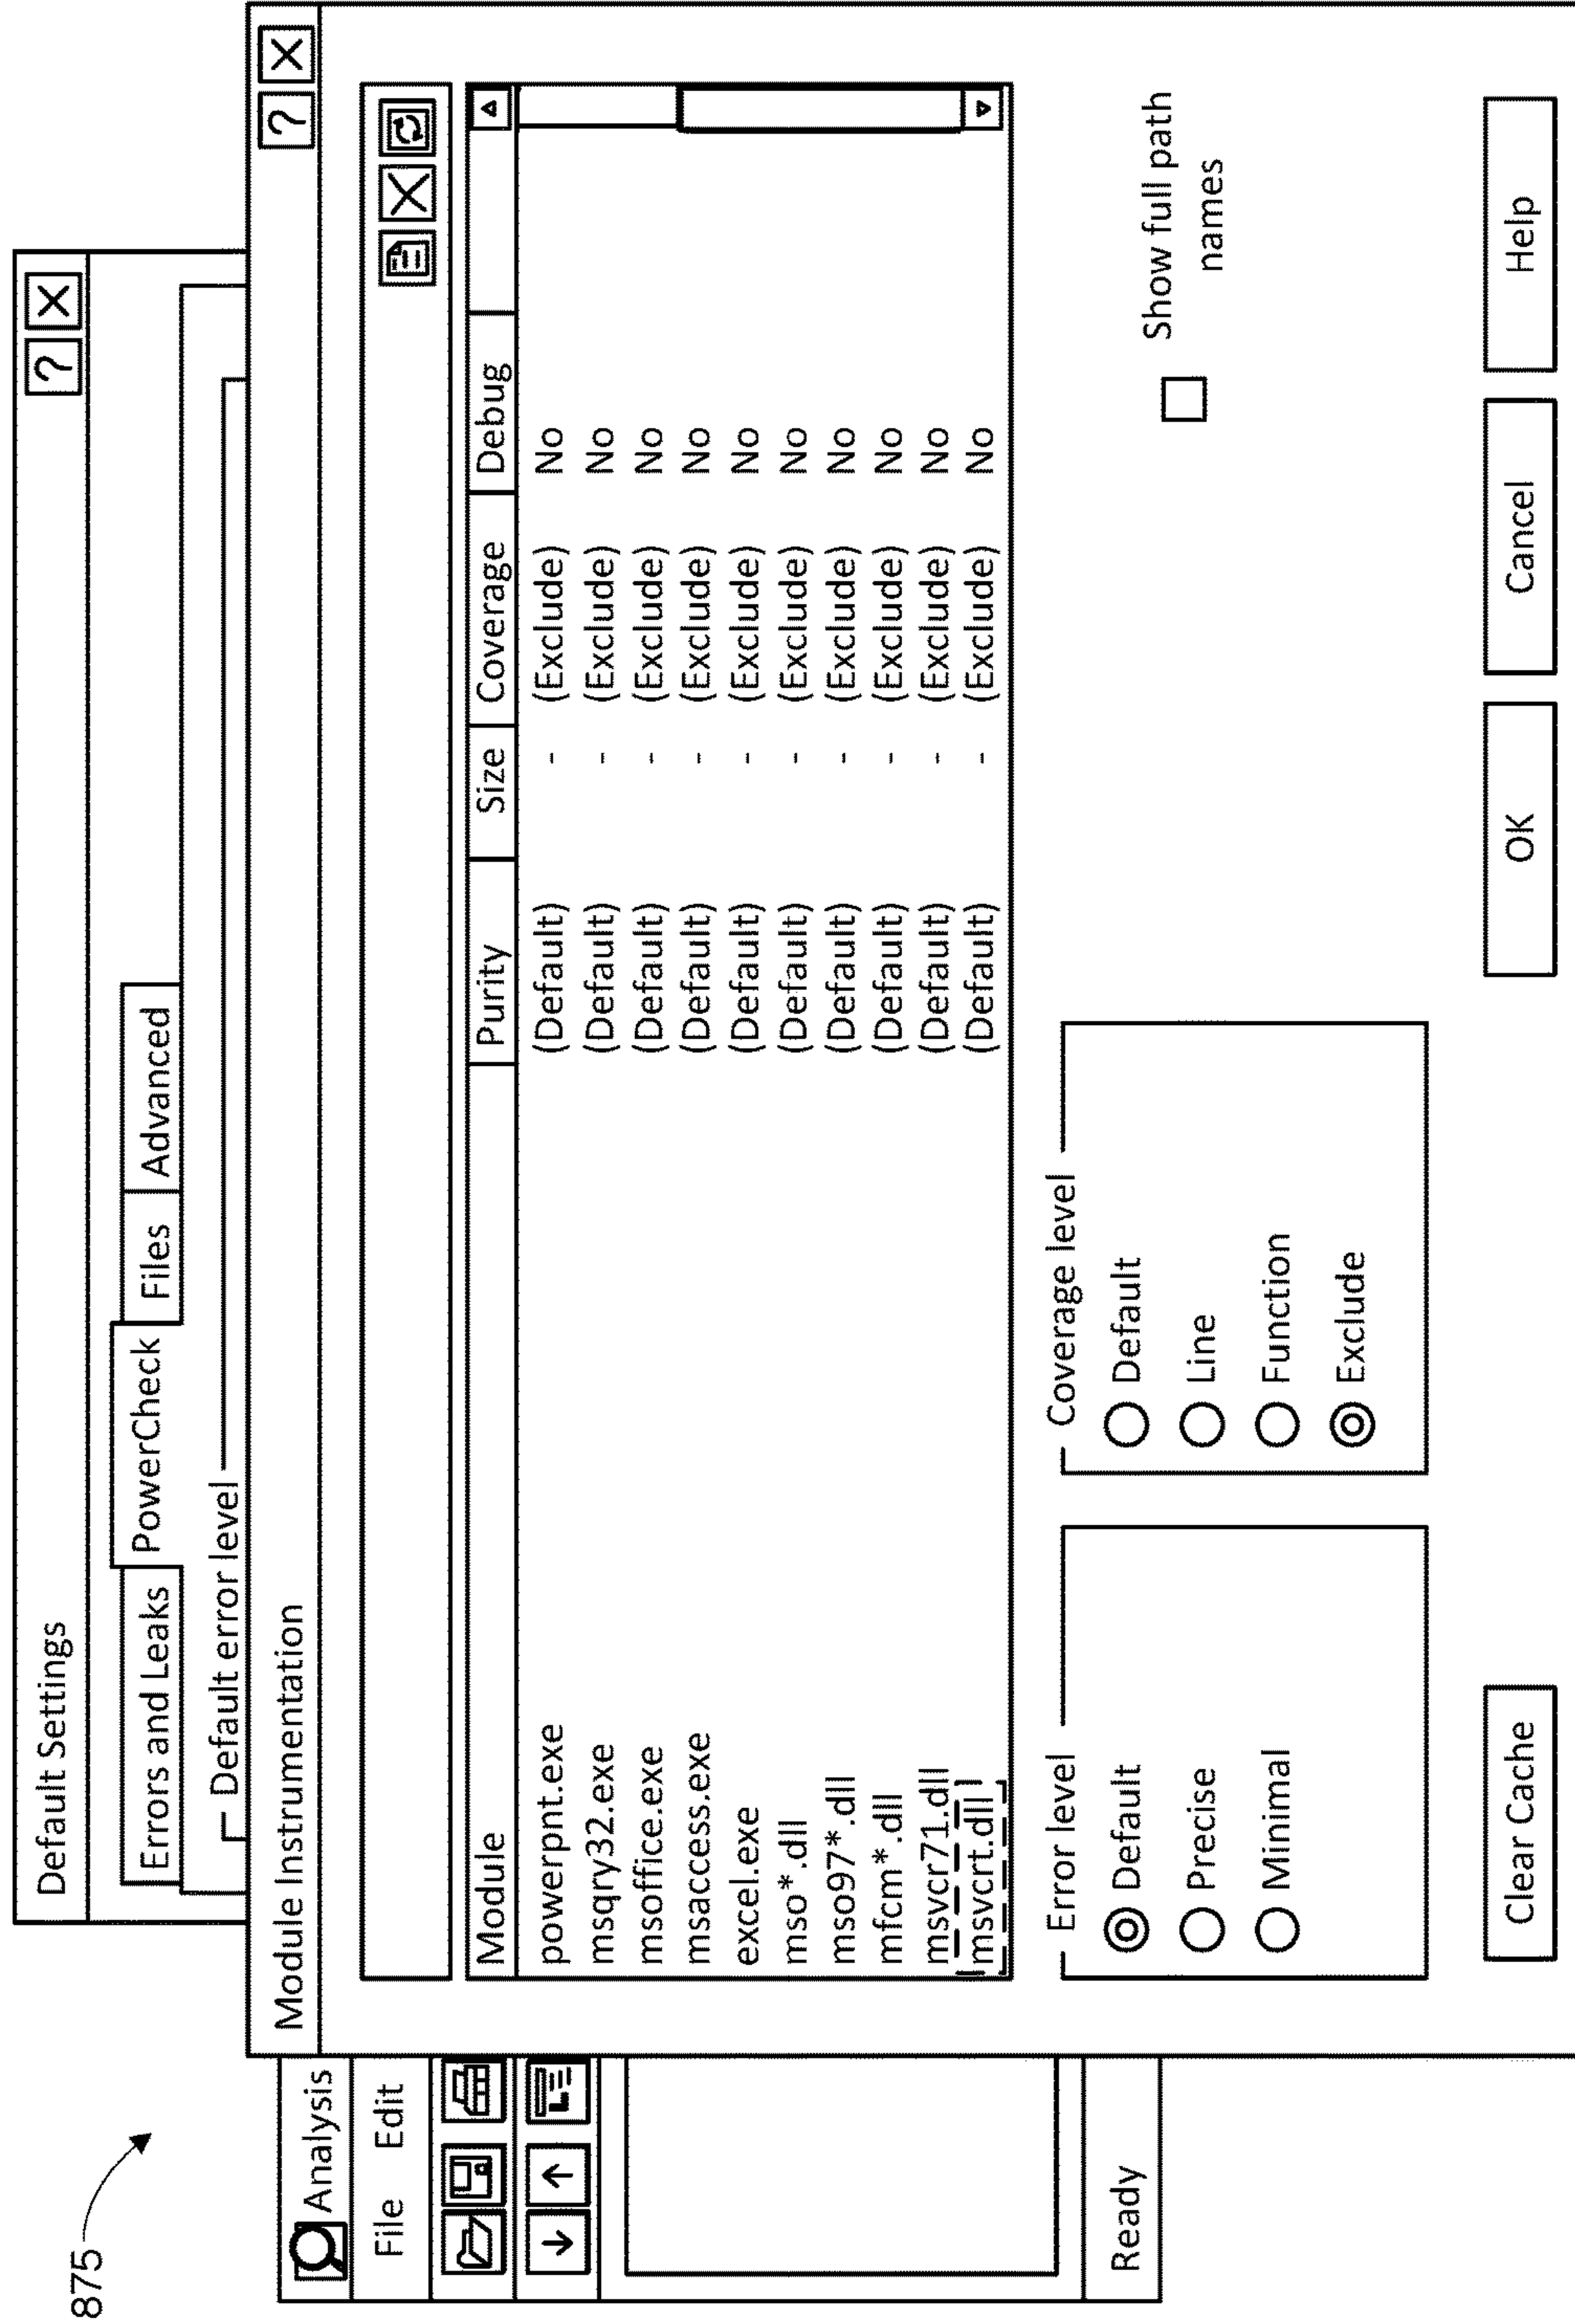 875
Default Settings
? X
Errors and Leaks PowerCheck Files Advanced
Default error level
Analysis
File Edit
Ready
Module Instrumentation
? X
Module Purity Size Coverage Debug
powerpnt.exe (Default) - (Exclude) No
msqry32.exe (Default) - (Exclude) No
msoffice.exe (Default) - (Exclude) No
msaccess.exe (Default) - (Exclude) No
excel.exe (Default) - (Exclude) No
mso*.dll (Default) - (Exclude) No
mso97*.dll (Default) - (Exclude) No
mfcm*.dll (Default) - (Exclude) No
msvcr71.dll (Default) - (Exclude) No
msvcrt.dll (Default) - (Exclude) No
Error level
Default
Precise
Minimal
Coverage level
Default
Line
Function
Exclude
Show full path
names
Clear Cache OK Cancel Help